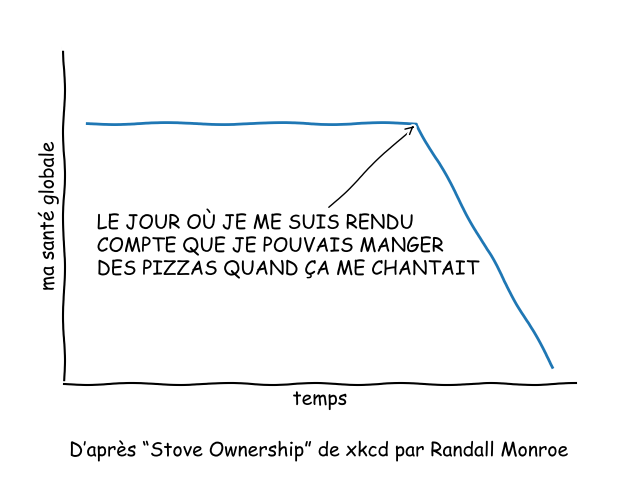 ma santé globale
LE JOUR OÙ JE ME SUIS RENDU
COMPTE QUE JE POUVAIS MANGER
DES PIZZAS QUAND ÇA ME CHANTAIT
temps
D'après “Stove Ownership” de xkcd par Randall Monroe